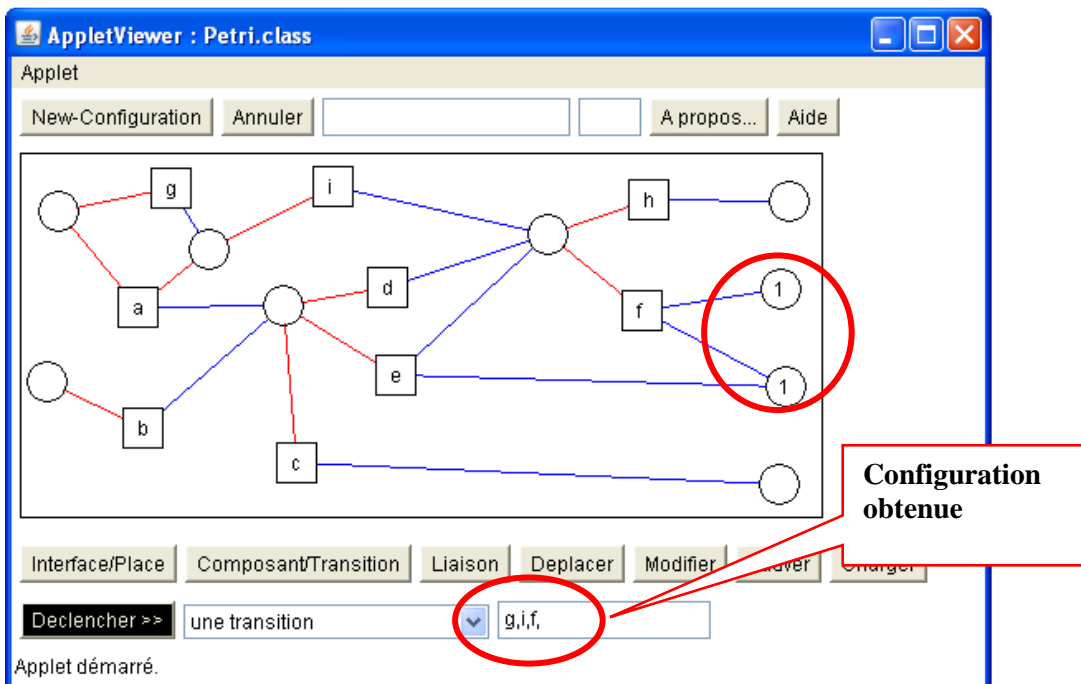 AppletViewer : Petri.class
Applet
New-Configuration Annuler A propos... Aide
g
i
h
d
1
a
f
e
1
b
c
Configuration
obtenue
Interface/Place Composant/Transition Liaison Deplacer Modifier
Declencher >> une transition g,i,f,
Applet démarré.